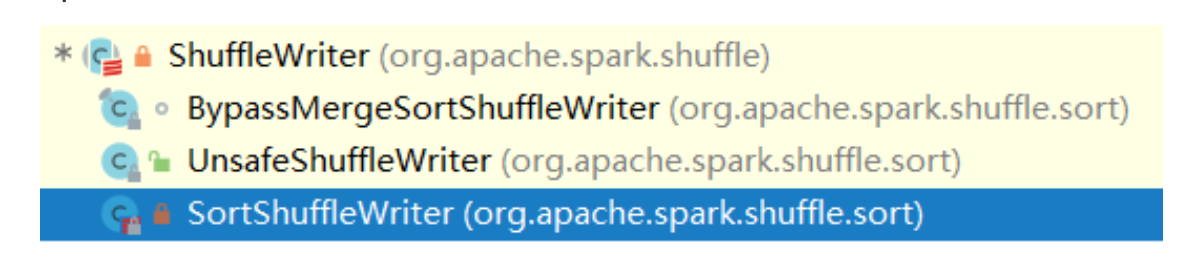 * ShuffleWriter (org.apache.spark.shuffle)
BypassMergeSortShuffleWriter (org.apache.spark.shuffle.sort)
UnsafeShuffleWriter (org.apache.spark.shuffle.sort)
SortShuffleWriter (org.apache.spark.shuffle.sort)